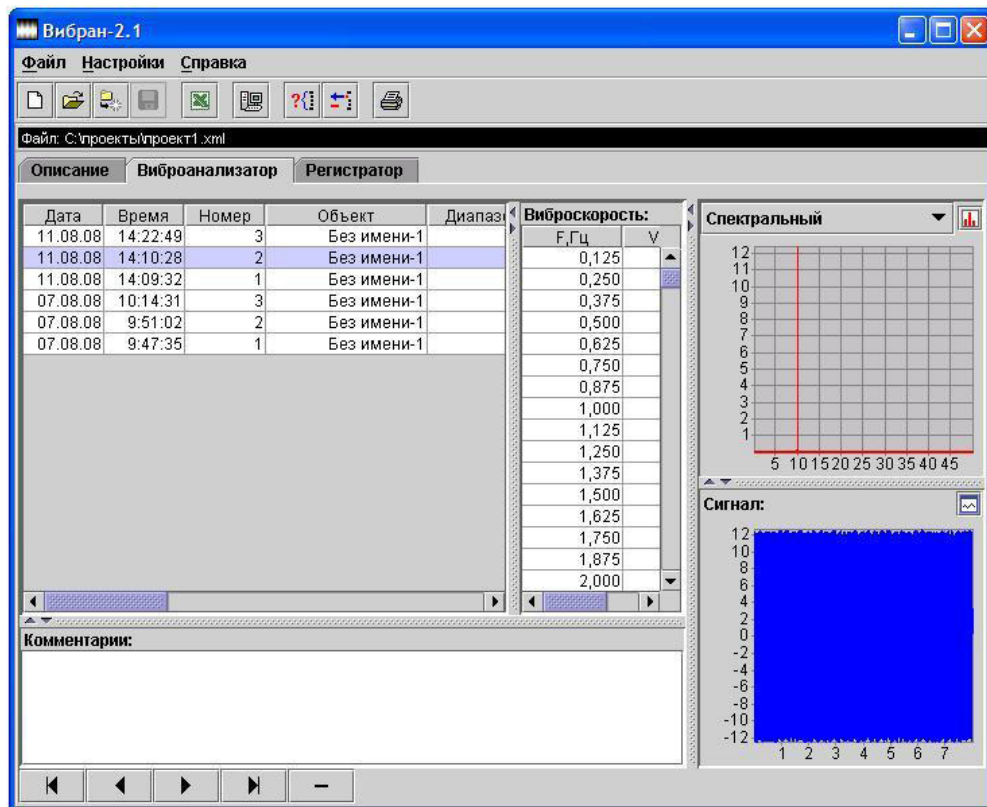 Вибран-2.1
Файл Настройки Справка
Файл: C:\проекты\проект1.xml
Описание Виброанализатор Регистратор
Дата Время Номер Объект Диапаз
11.08.08 14:22:49 3 Без имени-1
11.08.08 14:10:28 2 Без имени-1
11.08.08 14:09:32 1 Без имени-1
07.08.08 10:14:31 3 Без имени-1
07.08.08 9:51:02 2 Без имени-1
07.08.08 9:47:35 1 Без имени-1
Виброскорость:
F,Гц V
0,125
0,250
0,375
0,500
0,625
0,750
0,875
1,000
1,125
1,250
1,375
1,500
1,625
1,750
1,875
2,000
Спектральный
12
11
10
9
8
7
6
5
4
3
2
1
5 10 15 20 25 30 35 40 45
Сигнал:
12
10
8
6
4
2
0
-2
-4
-6
-8
-10
-12
1 2 3 4 5 6 7
Комментарии: